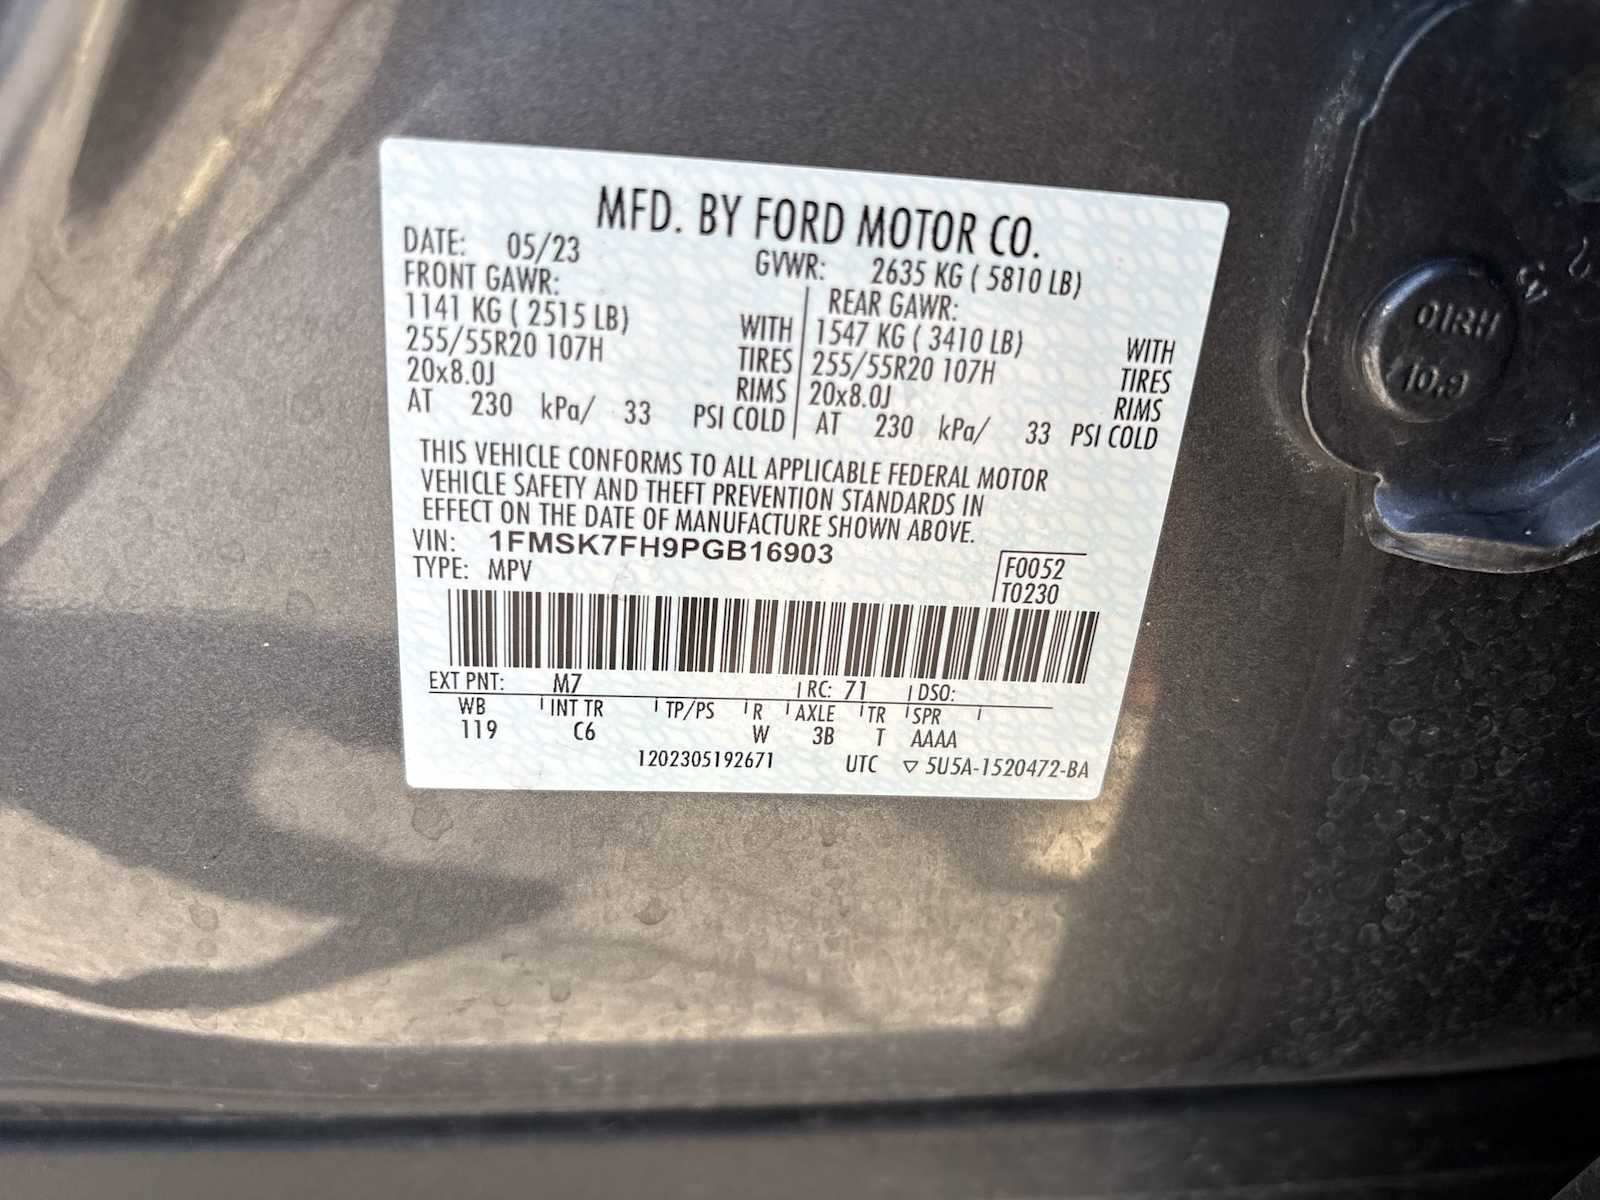 MFD. BY FORD MOTOR CO.
DATE: 05/23 GVWR: 2635 KG ( 5810 LB)
FRONT GAWR: REAR GAWR:
1141 KG ( 2515 LB) WITH 1547 KG ( 3410 LB) WITH
255/55R20 107H TIRES 255/55R20 107H TIRES
20x8.0J RIMS 20x8.0J RIMS
AT 230 kPa/ 33 PSI COLD AT 230 kPa/ 33 PSI COLD
THIS VEHICLE CONFORMS TO ALL APPLICABLE FEDERAL MOTOR
VEHICLE SAFETY AND THEFT PREVENTION STANDARDS IN
EFFECT ON THE DATE OF MANUFACTURE SHOWN ABOVE.
VIN: 1FMSK7FH9PGB16903
TYPE: MPV
F0052
T0230
EXT PNT: M7 RC: 71 DSO:
WB INT TR TP/PS R AXLE TR SPR
119 C6 W 3B T AAAA
1202305192671 UTC ▽ 5U5A-1520472-BA
10.9